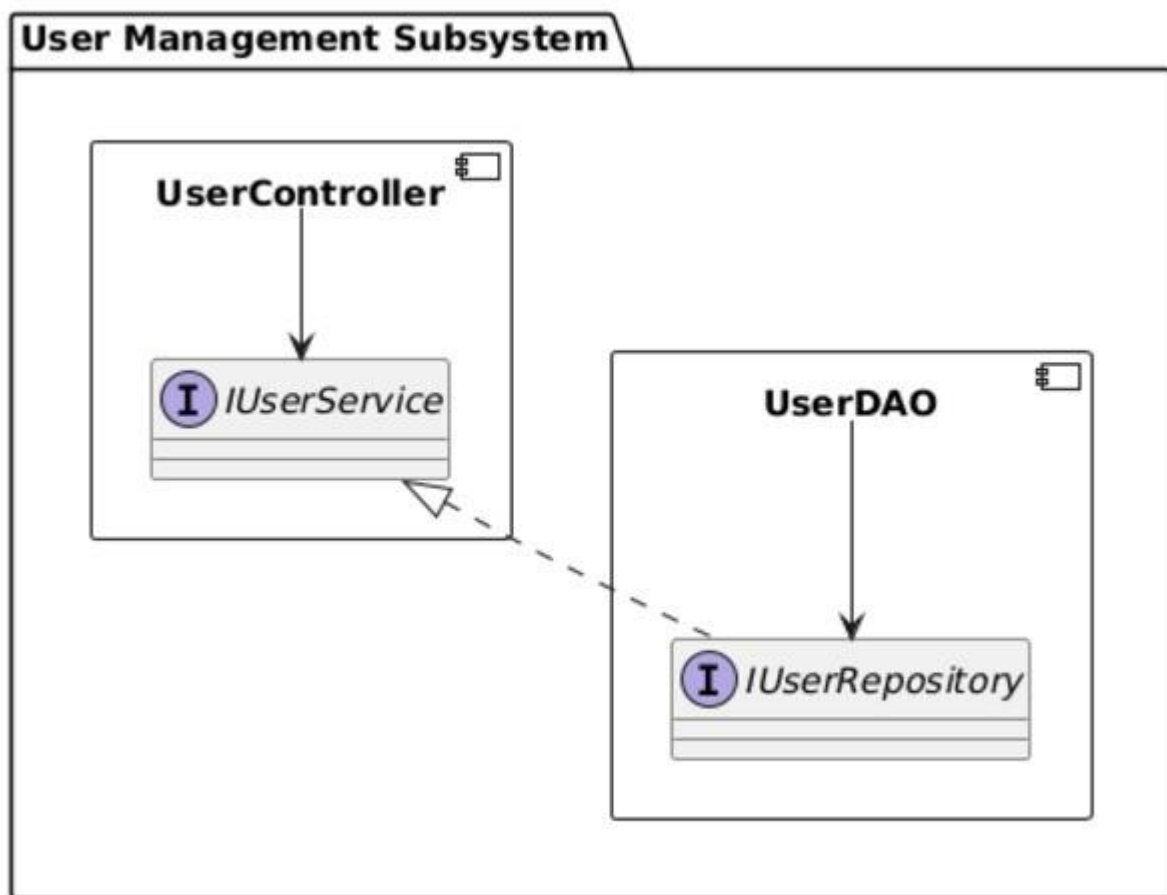 User Management Subsystem
UserController
I IUserService
UserDAO
I IUserRepository